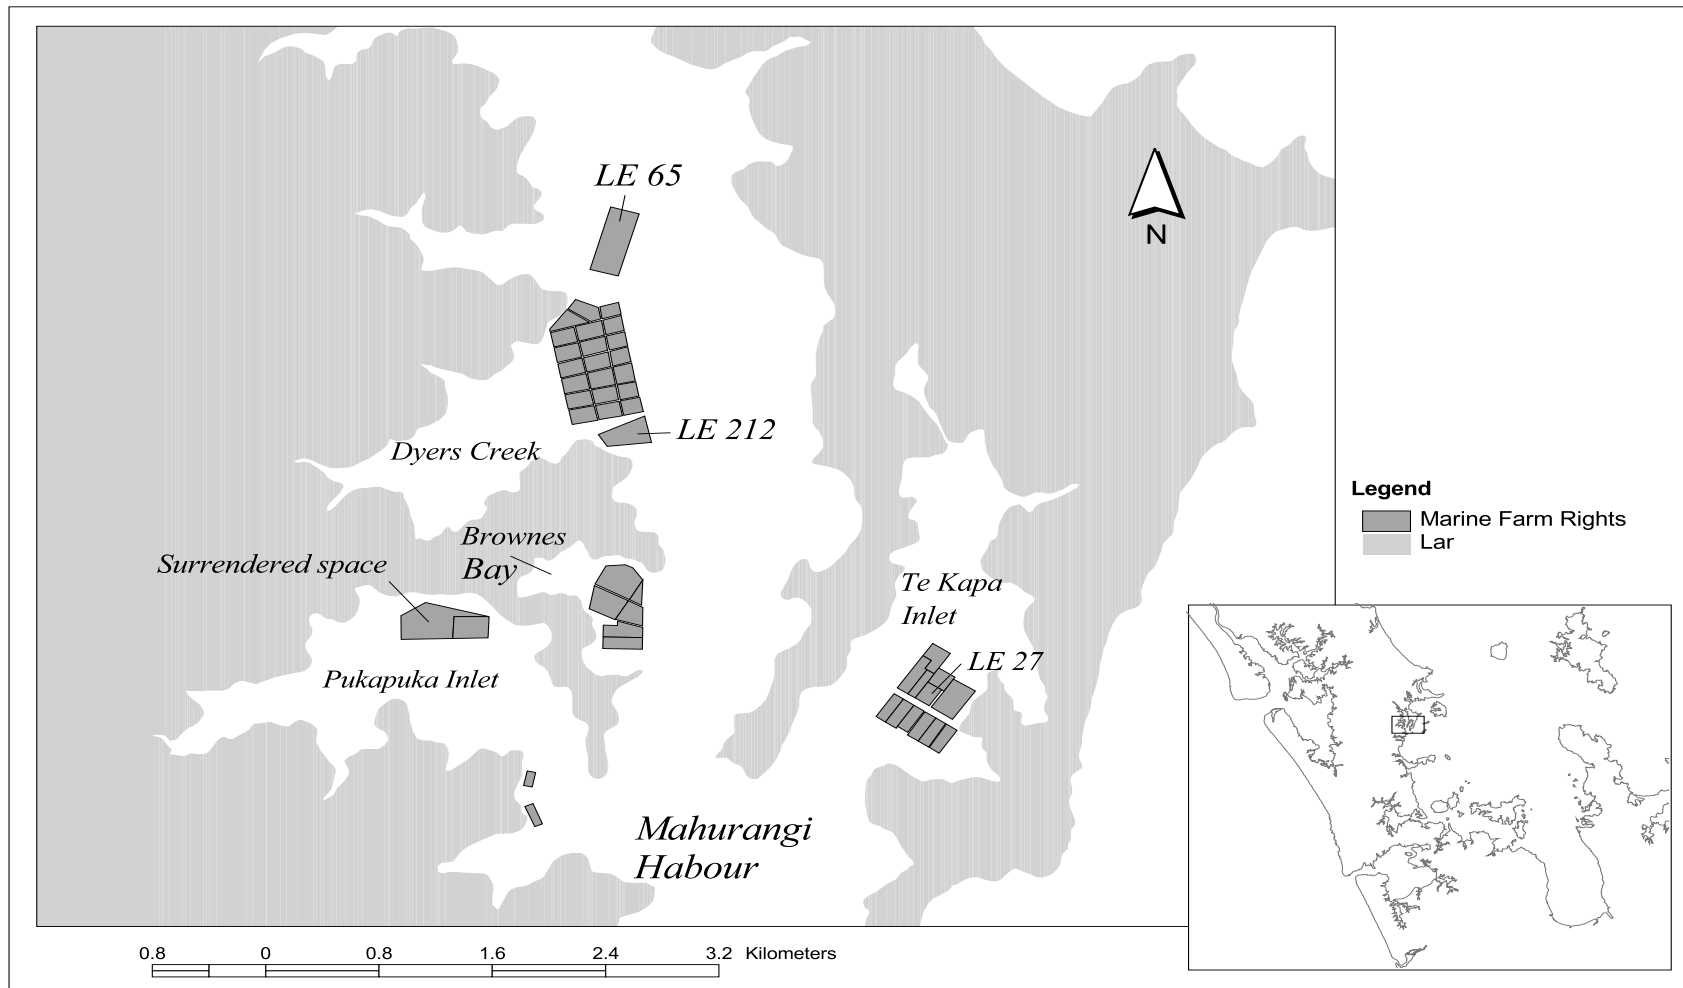 LE 65
N
LE 212
Dyers Creek
Brownes
Bay
Surrendered space
Te Kapa
Inlet
LE 27
Pukapuka Inlet
Mahurangi
Habour
Legend
Marine Farm Rights
Lar
0.8 0 0.8 1.6 2.4 3.2 Kilometers